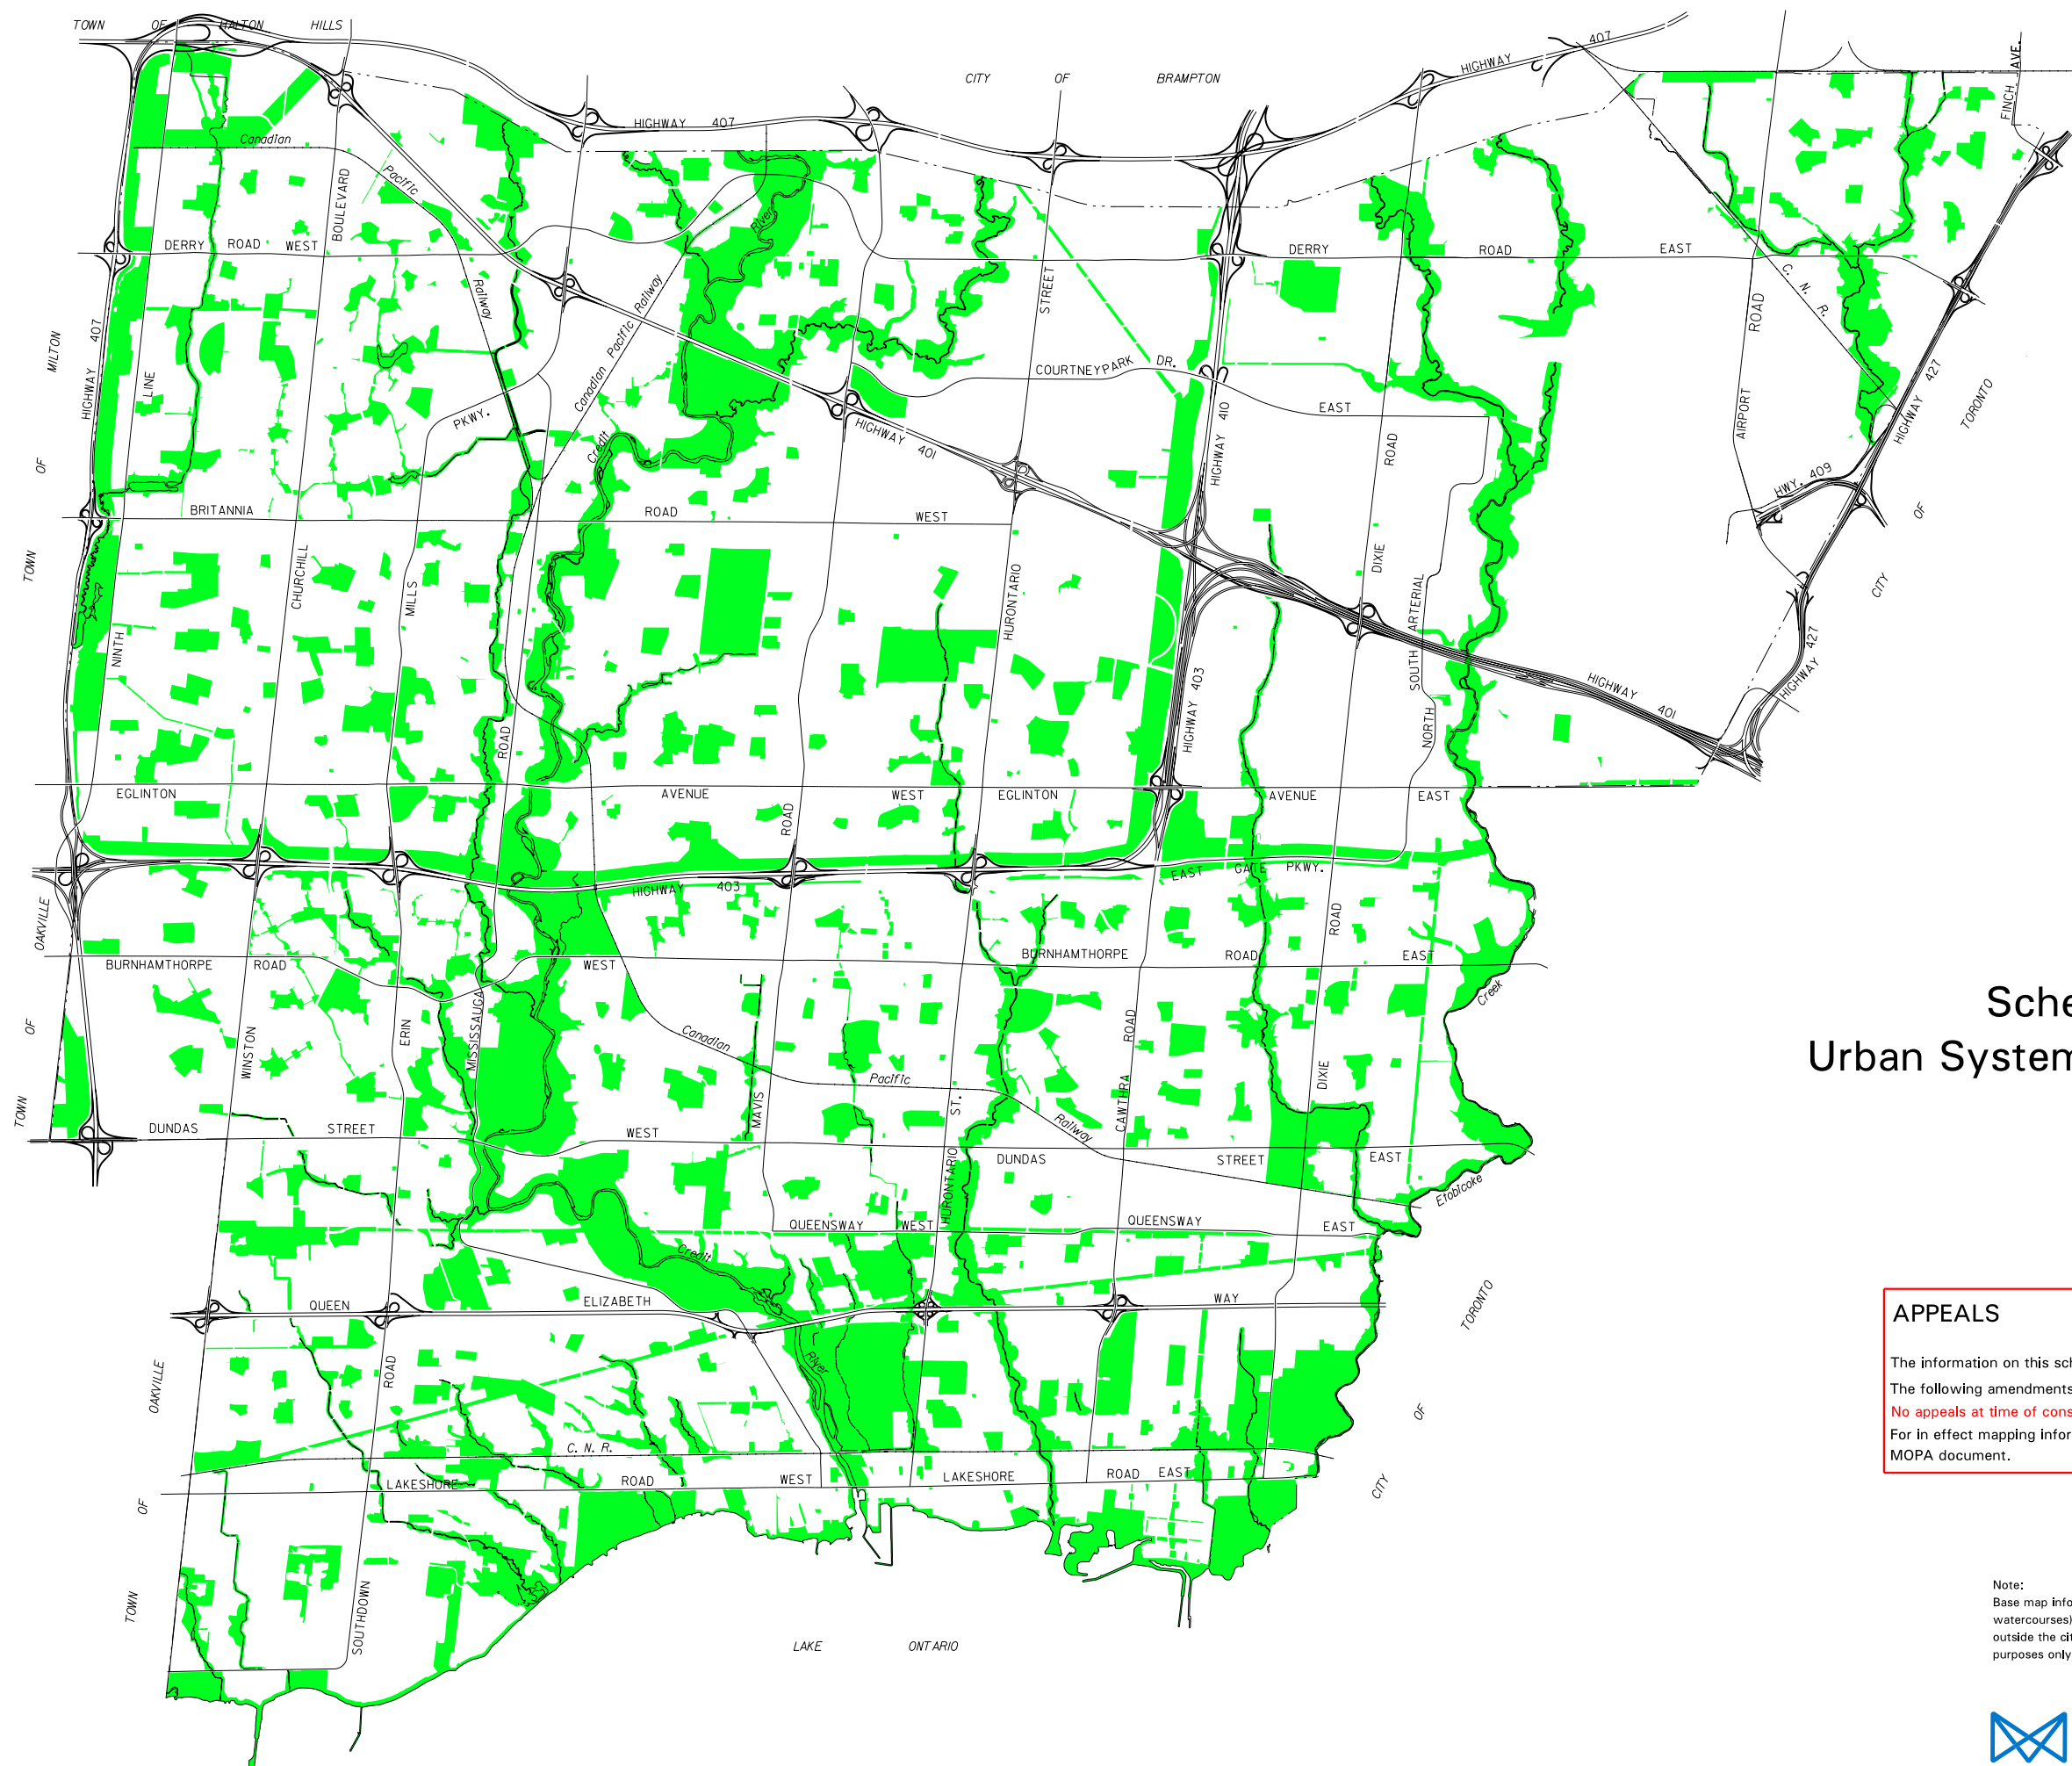 TOWN OF HALTON HILLS
CITY OF BRAMPTON
HIGHWAY 407
HIGHWAY 407
FINCH AVE.
Canadian
Pacific
Railway
BOULEVARD
River
DERRY ROAD WEST
DERRY ROAD EAST
STREET
C. N. R.
ROAD
AIRPORT
MILTON
OF
TOWN
HIGHWAY 407
LINE
PKWY.
Canadian Pacific Railway
Credit
COURTNEYPARK DR.
EAST
HIGHWAY 401
HIGHWAY 410
ROAD
DIXIE
HIGHWAY 427
TORONTO
OF
CITY
HWY. 409
BRITANNIA ROAD WEST
CHURCHILL
MILLS
NINTH
HURONTARIO
SOUTH ARTERIAL
NORTH
HIGHWAY 403
HIGHWAY 427
HIGHWAY 401
ROAD
EGLINTON AVENUE WEST
EGLINTON AVENUE EAST
ROAD
HIGHWAY 403
EAST GATE PKWY.
OAKVILLE
OF
TOWN
BURNHAMTHORPE ROAD WEST
BURNHAMTHORPE ROAD EAST
ROAD
Creek
WINSTON
ERIN
MISSISSAUGA
Canadian
Pacific
Railway
MAVIS
ST.
ROAD
CAWTHRA
DIXIE
Sche
Urban System
DUNDAS STREET WEST
DUNDAS STREET EAST
HURONTARIO
Etobicoke
QUEENSWAY WEST
QUEENSWAY EAST
Credit
River
QUEEN ELIZABETH WAY
TORONTO
OF
CITY
APPEALS
The information on this sch
The following amendments
No appeals at time of cons
For in effect mapping infor
MOPA document.
OAKVILLE
OF
TOWN
ROAD
C. N. R.
LAKESHORE ROAD WEST
LAKESHORE ROAD EAST
SOUTHDOWN
LAKE ONTARIO
Note:
Base map info
watercourses)
outside the cit
purposes only